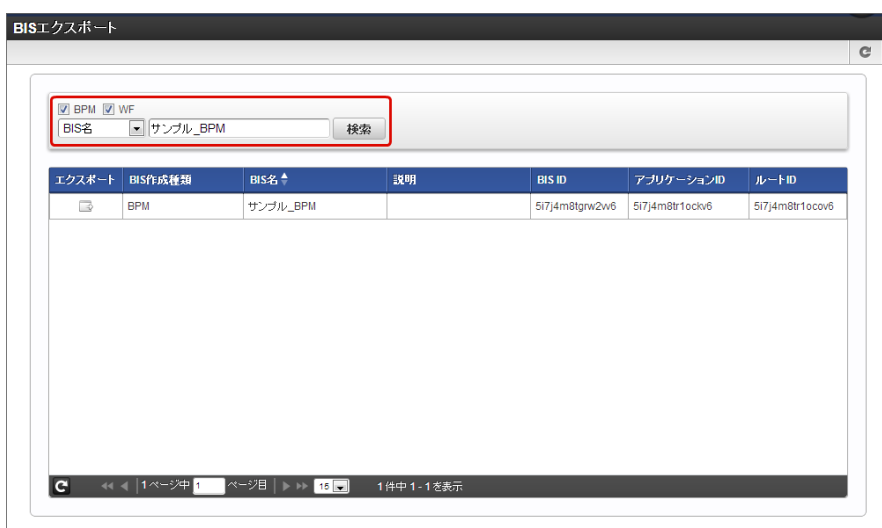 BISエクスポート
BPM WF
BIS名 サンプル_BPM 検索
エクスポート BIS作成種類 BIS名 説明 BIS ID アプリケーションID ルートID
BPM サンプル_BPM 5i7j4m8tgrw2vv6 5i7j4m8tr1ockv6 5i7j4m8tr1ocov6
1ページ中 1 ページ目 15 1件中 1 - 1 を表示